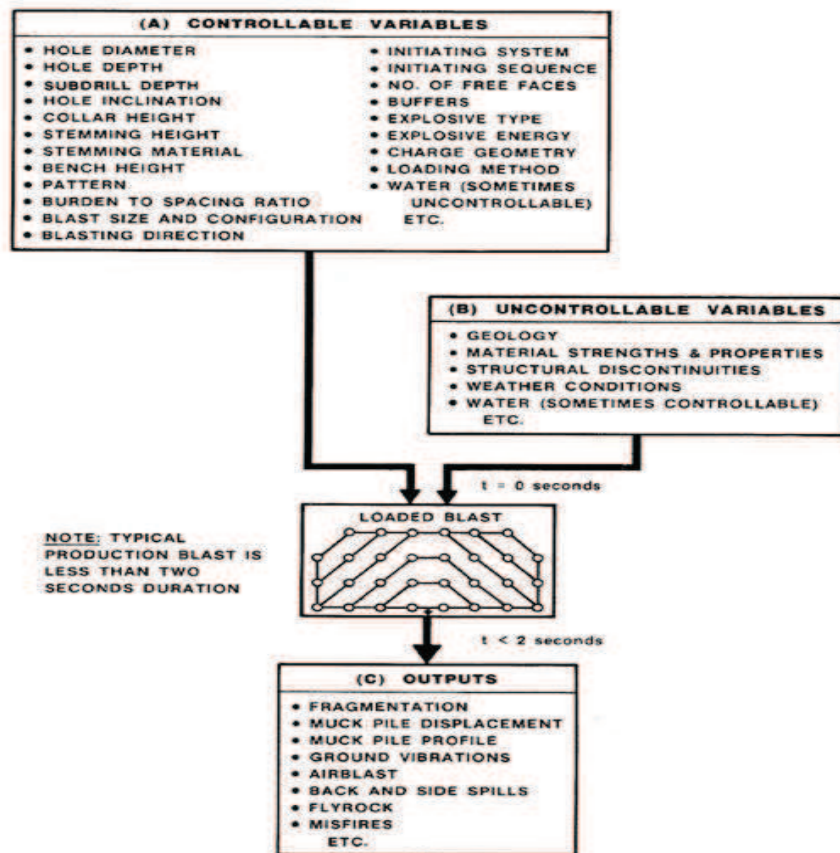 (A) CONTROLLABLE VARIABLES
• HOLE DIAMETER
• HOLE DEPTH
• SUBDRILL DEPTH
• HOLE INCLINATION
• COLLAR HEIGHT
• STEMMING HEIGHT
• STEMMING MATERIAL
• BENCH HEIGHT
• PATTERN
• BURDEN TO SPACING RATIO
• BLAST SIZE AND CONFIGURATION
• BLASTING DIRECTION
• INITIATING SYSTEM
• INITIATING SEQUENCE
• NO. OF FREE FACES
• BUFFERS
• EXPLOSIVE TYPE
• EXPLOSIVE ENERGY
• CHARGE GEOMETRY
• LOADING METHOD
• WATER (SOMETIMES
UNCONTROLLABLE)
ETC.
(B) UNCONTROLLABLE VARIABLES
• GEOLOGY
• MATERIAL STRENGTHS & PROPERTIES
• STRUCTURAL DISCONTINUITIES
• WEATHER CONDITIONS
• WATER (SOMETIMES CONTROLLABLE)
ETC.
t = 0 seconds
LOADED BLAST
NOTE: TYPICAL
PRODUCTION BLAST IS
LESS THAN TWO
SECONDS DURATION
t < 2 seconds
(C) OUTPUTS
• FRAGMENTATION
• MUCK PILE DISPLACEMENT
• MUCK PILE PROFILE
• GROUND VIBRATIONS
• AIRBLAST
• BACK AND SIDE SPILLS
• FLYROCK
• MISFIRES
ETC.